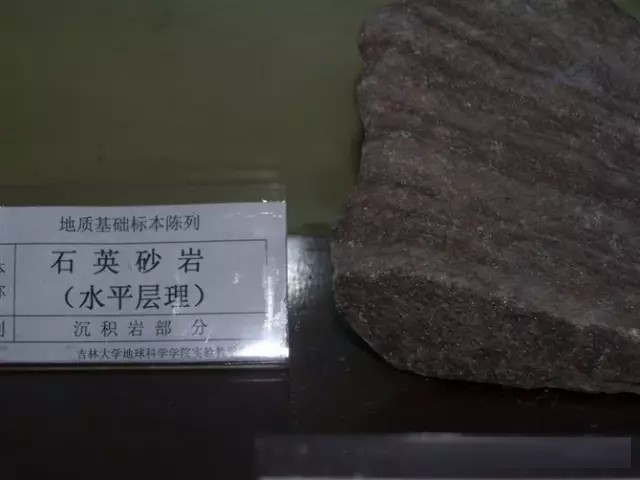 地质基础标本陈列
石英砂岩
（水平层理）
沉积岩部分
吉林大学地球科学学院实验教